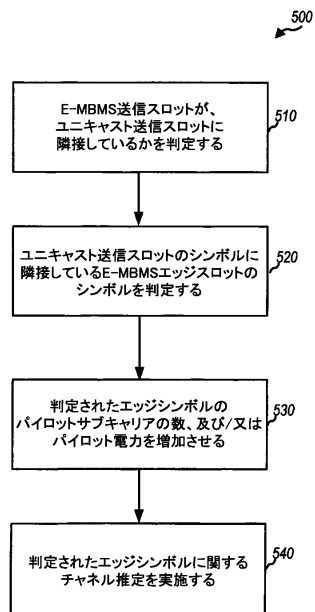 500
E-MBMS送信スロットが、
ユニキャスト送信スロットに
隣接しているかを判定する
510
ユニキャスト送信スロットのシンボルに
隣接しているE-MBMSエッジスロットの
シンボルを判定する
520
判定されたエッジシンボルの
パイロットサブキャリアの数、及び/又は
パイロット電力を増加させる
530
判定されたエッジシンボルに関する
チャネル推定を実施する
540